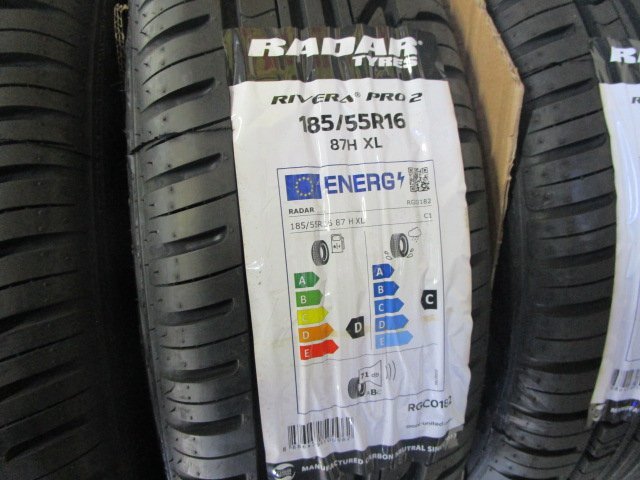 RADAR
TYRES
RIVERA® PRO 2
185/55R16
87H XL
ENERG
RADAR RGC0182
185/55R16 87 H XL C1
A A
B B
C C C
D D D
E E
71 dB
B
RGC0182
MANUFACTURED CARBON NEUTRAL